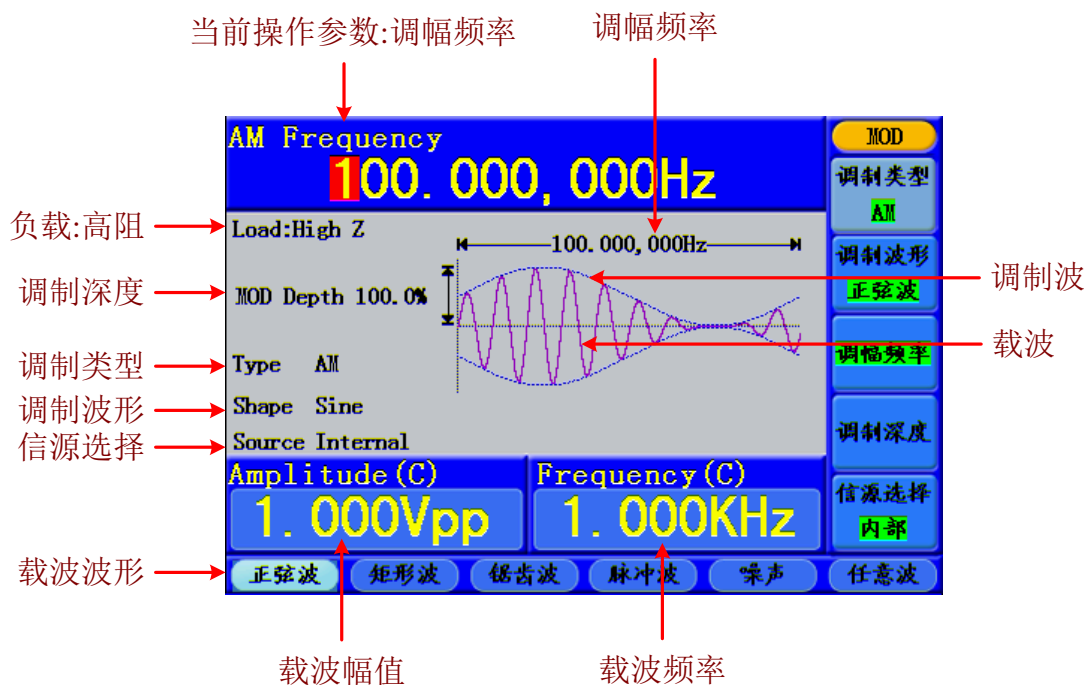 当前操作参数:调幅频率
调幅频率
AM Frequency
100.000,000Hz
MOD
调制类型
AM
负载:高阻
Load:High Z
100.000,000Hz
调制波形
正弦波
调制波
调制深度
MOD Depth 100.0%
载波
调幅频率
调制类型
Type AM
调制波形
Shape Sine
调制深度
信源选择
Source Internal
Amplitude(C)
1.000Vpp
Frequency(C)
1.000KHz
信源选择
内部
载波波形
正弦波 矩形波 锯齿波 脉冲波 噪声 任意波
载波幅值
载波频率